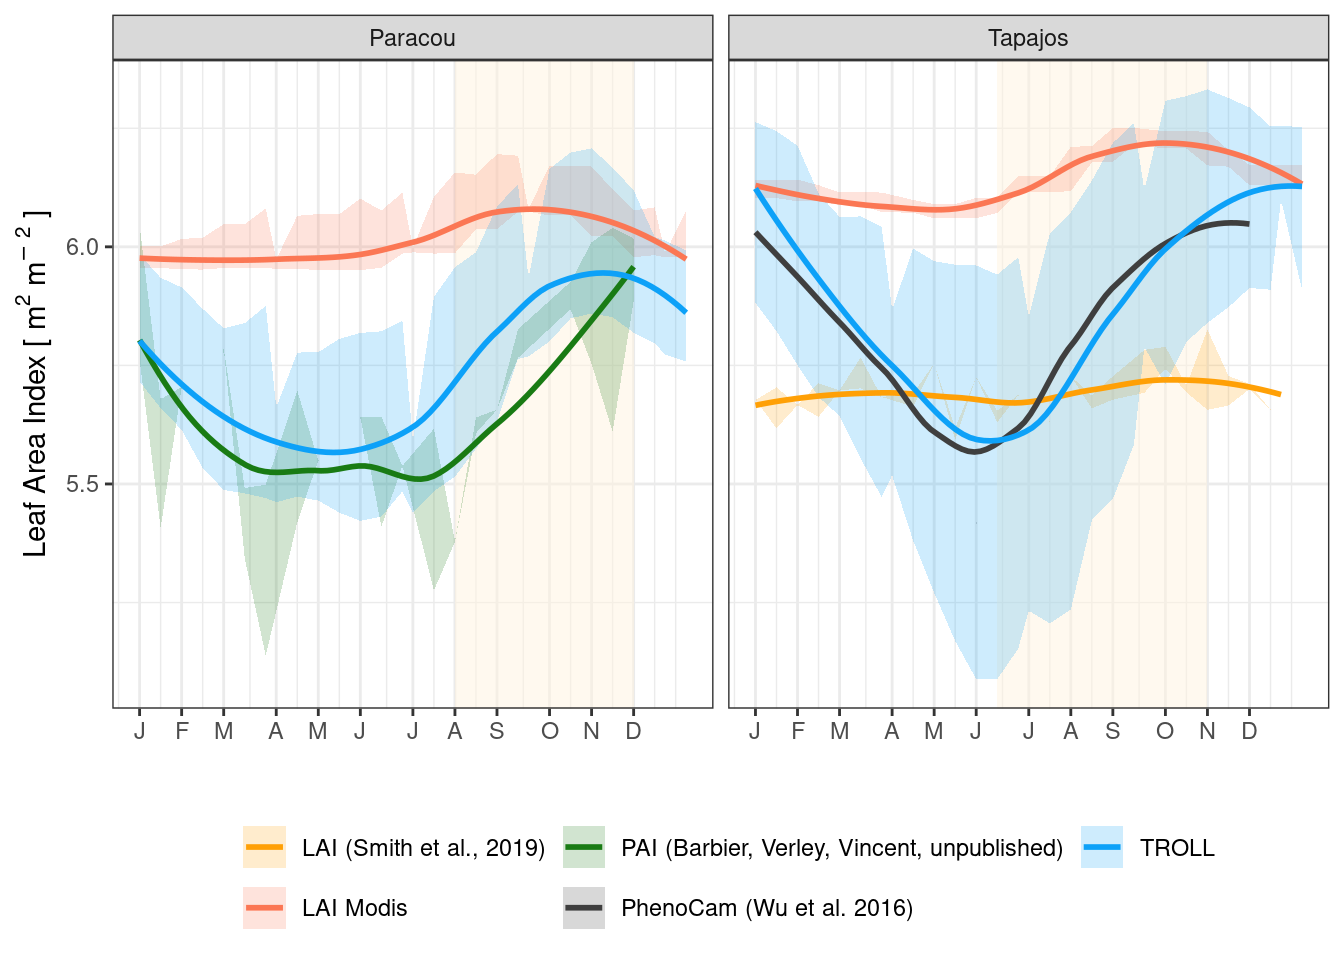 Paracou
Tapajos
Leaf Area Index [ m² m⁻² ]
6.0
5.5
J F M A M J J A S O N D
J F M A M J J A S O N D
LAI (Smith et al., 2019)
PAI (Barbier, Verley, Vincent, unpublished)
TROLL
LAI Modis
PhenoCam (Wu et al. 2016)